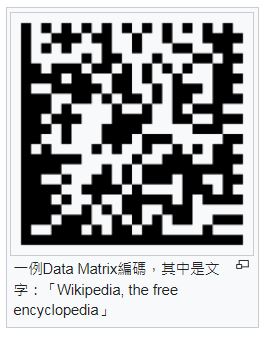 一例Data Matrix編碼，其中是文
字：「Wikipedia, the free
encyclopedia」